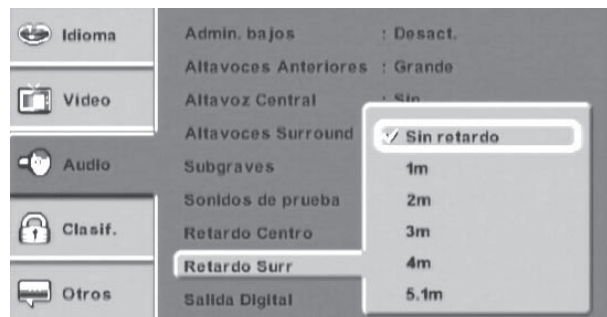 Idioma
Video
Audio
Clasif.
Otros
Admin. bajos : Desact.
Altavoces Anteriores : Grande
Altavoz Central : Sin
Altavoces Surround
Subgraves
Sonidos de prueba
Retardo Centro
Retardo Surr
Salida Digital
✓ Sin retardo
1m
2m
3m
4m
5.1m